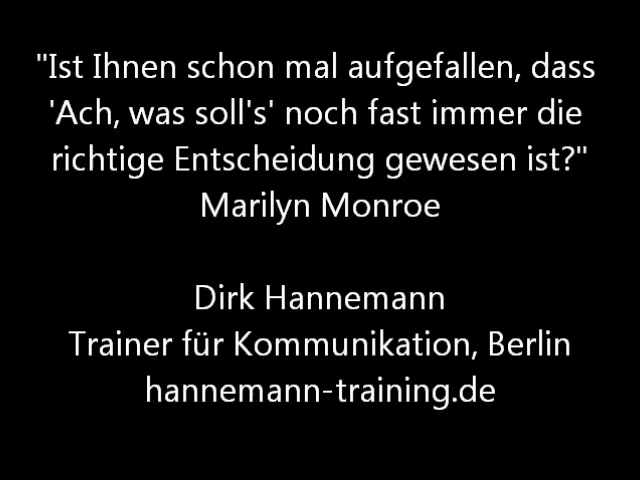 "Ist Ihnen schon mal aufgefallen, dass
'Ach, was soll's' noch fast immer die
richtige Entscheidung gewesen ist?"
Marilyn Monroe
Dirk Hannemann
Trainer für Kommunikation, Berlin
hannemann-training.de